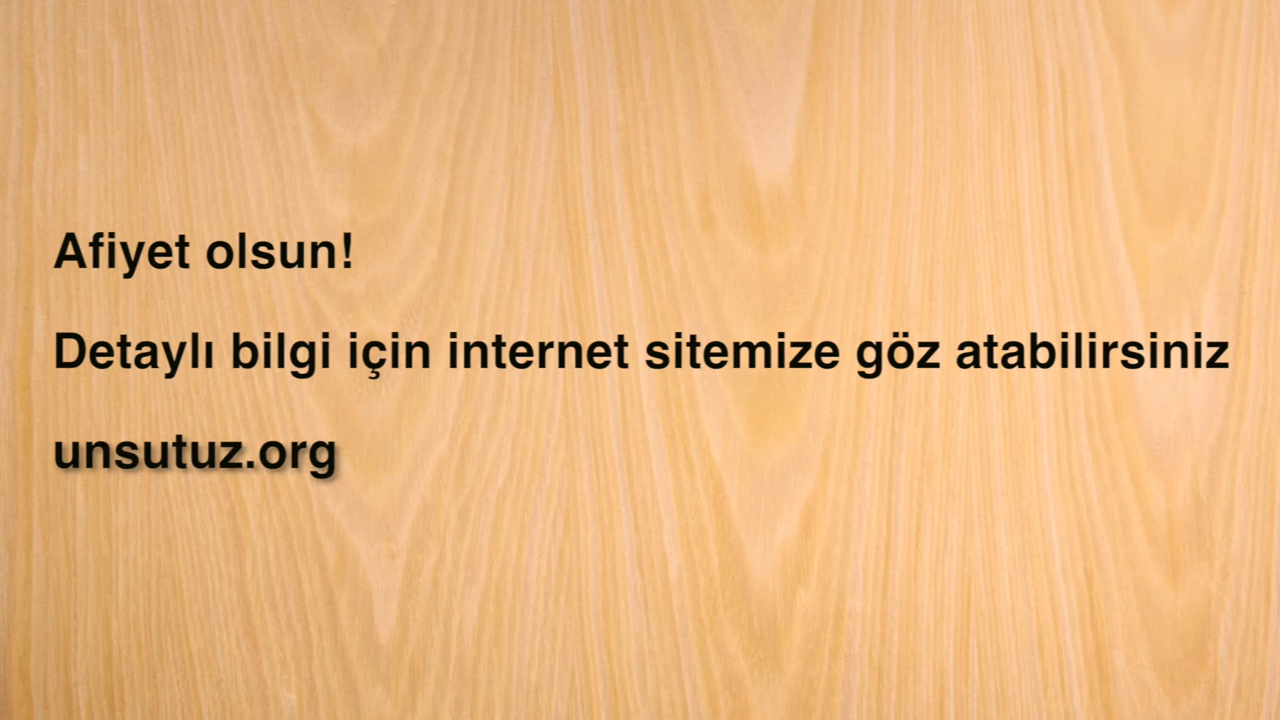 Afiyet olsun!
Detaylı bilgi için internet sitemize göz atabilirsiniz
unsutuz.org